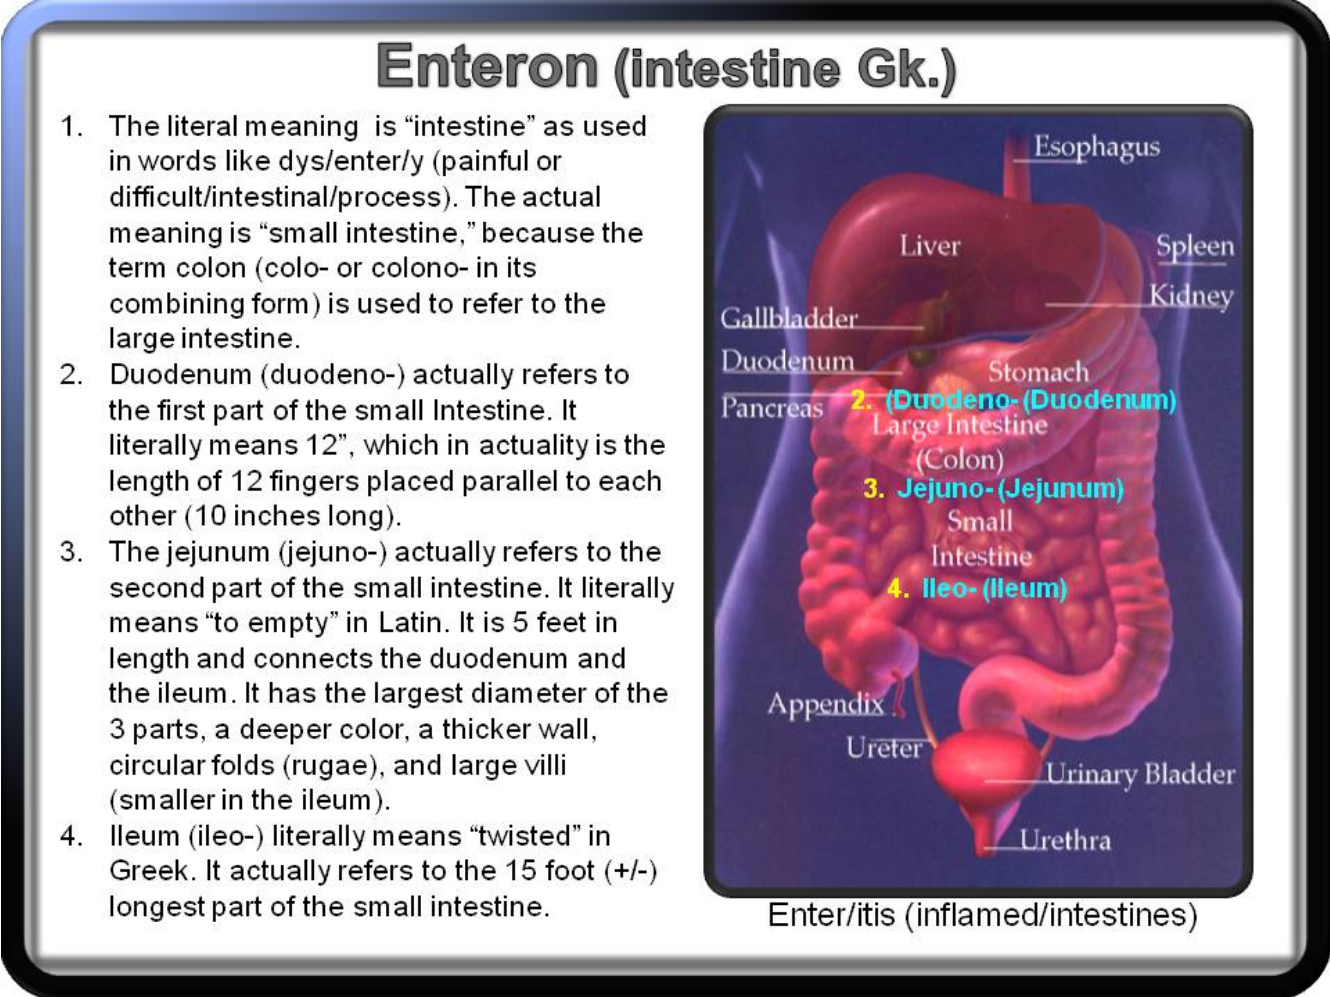 Enteron (intestine Gk.)
1. The literal meaning is “intestine” as used
in words like dys/enter/y (painful or
difficult/intestinal/process). The actual
meaning is “small intestine,” because the
term colon (colo- or colono- in its
combining form) is used to refer to the
large intestine.
2. Duodenum (duodeno-) actually refers to
the first part of the small Intestine. It
literally means 12”, which in actuality is the
length of 12 fingers placed parallel to each
other (10 inches long).
3. The jejunum (jejuno-) actually refers to the
second part of the small intestine. It literally
means “to empty” in Latin. It is 5 feet in
length and connects the duodenum and
the ileum. It has the largest diameter of the
3 parts, a deeper color, a thicker wall,
circular folds (rugae), and large villi
(smaller in the ileum).
4. Ileum (ileo-) literally means “twisted” in
Greek. It actually refers to the 15 foot (+/-)
longest part of the small intestine.
Esophagus
Liver
Spleen
Kidney
Gallbladder
Duodenum
Stomach
Pancreas
2. (Duodeno- (Duodenum)
Large Intestine
(Colon)
3. Jejuno- (Jejunum)
Small
Intestine
4. Ileo- (Ileum)
Appendix
Ureter
Urinary Bladder
Urethra
Enter/itis (inflamed/intestines)